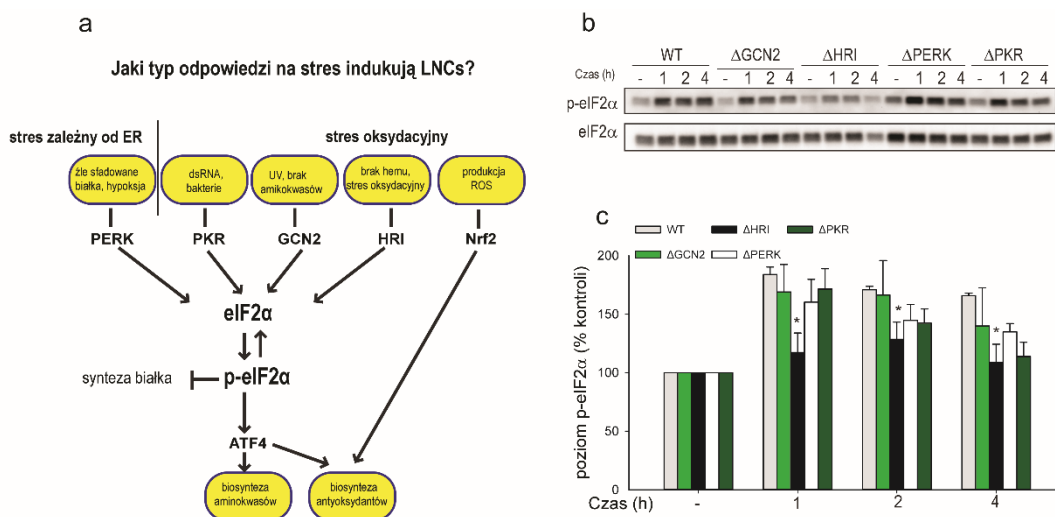 a
Jaki typ odpowiedzi na stres indukują LNCs?
stres zależny od ER
stres oksydacyjny
źle sfadowane
białka, hypoksja
dsRNA,
bakterie
UV, brak
amikokwasów
brak hemu,
stres oksydacyjny
produkcja
ROS
PERK
PKR
GCN2
HRI
Nrf2
eIF2α
synteza białka
p-eIF2α
ATF4
biosynteza
aminokwasów
biosynteza
antyoksydantów
b
WT ΔGCN2 ΔHRI ΔPERK ΔPKR
Czas (h) - 1 2 4 - 1 2 4 - 1 2 4 - 1 2 4 - 1 2 4
p-eIF2α
eIF2α
c
WT ΔHRI ΔPKR
ΔGCN2 ΔPERK
poziom p-eIF2α (% kontroli)
200
150
100
50
0
* * *
Czas (h) - 1 2 4